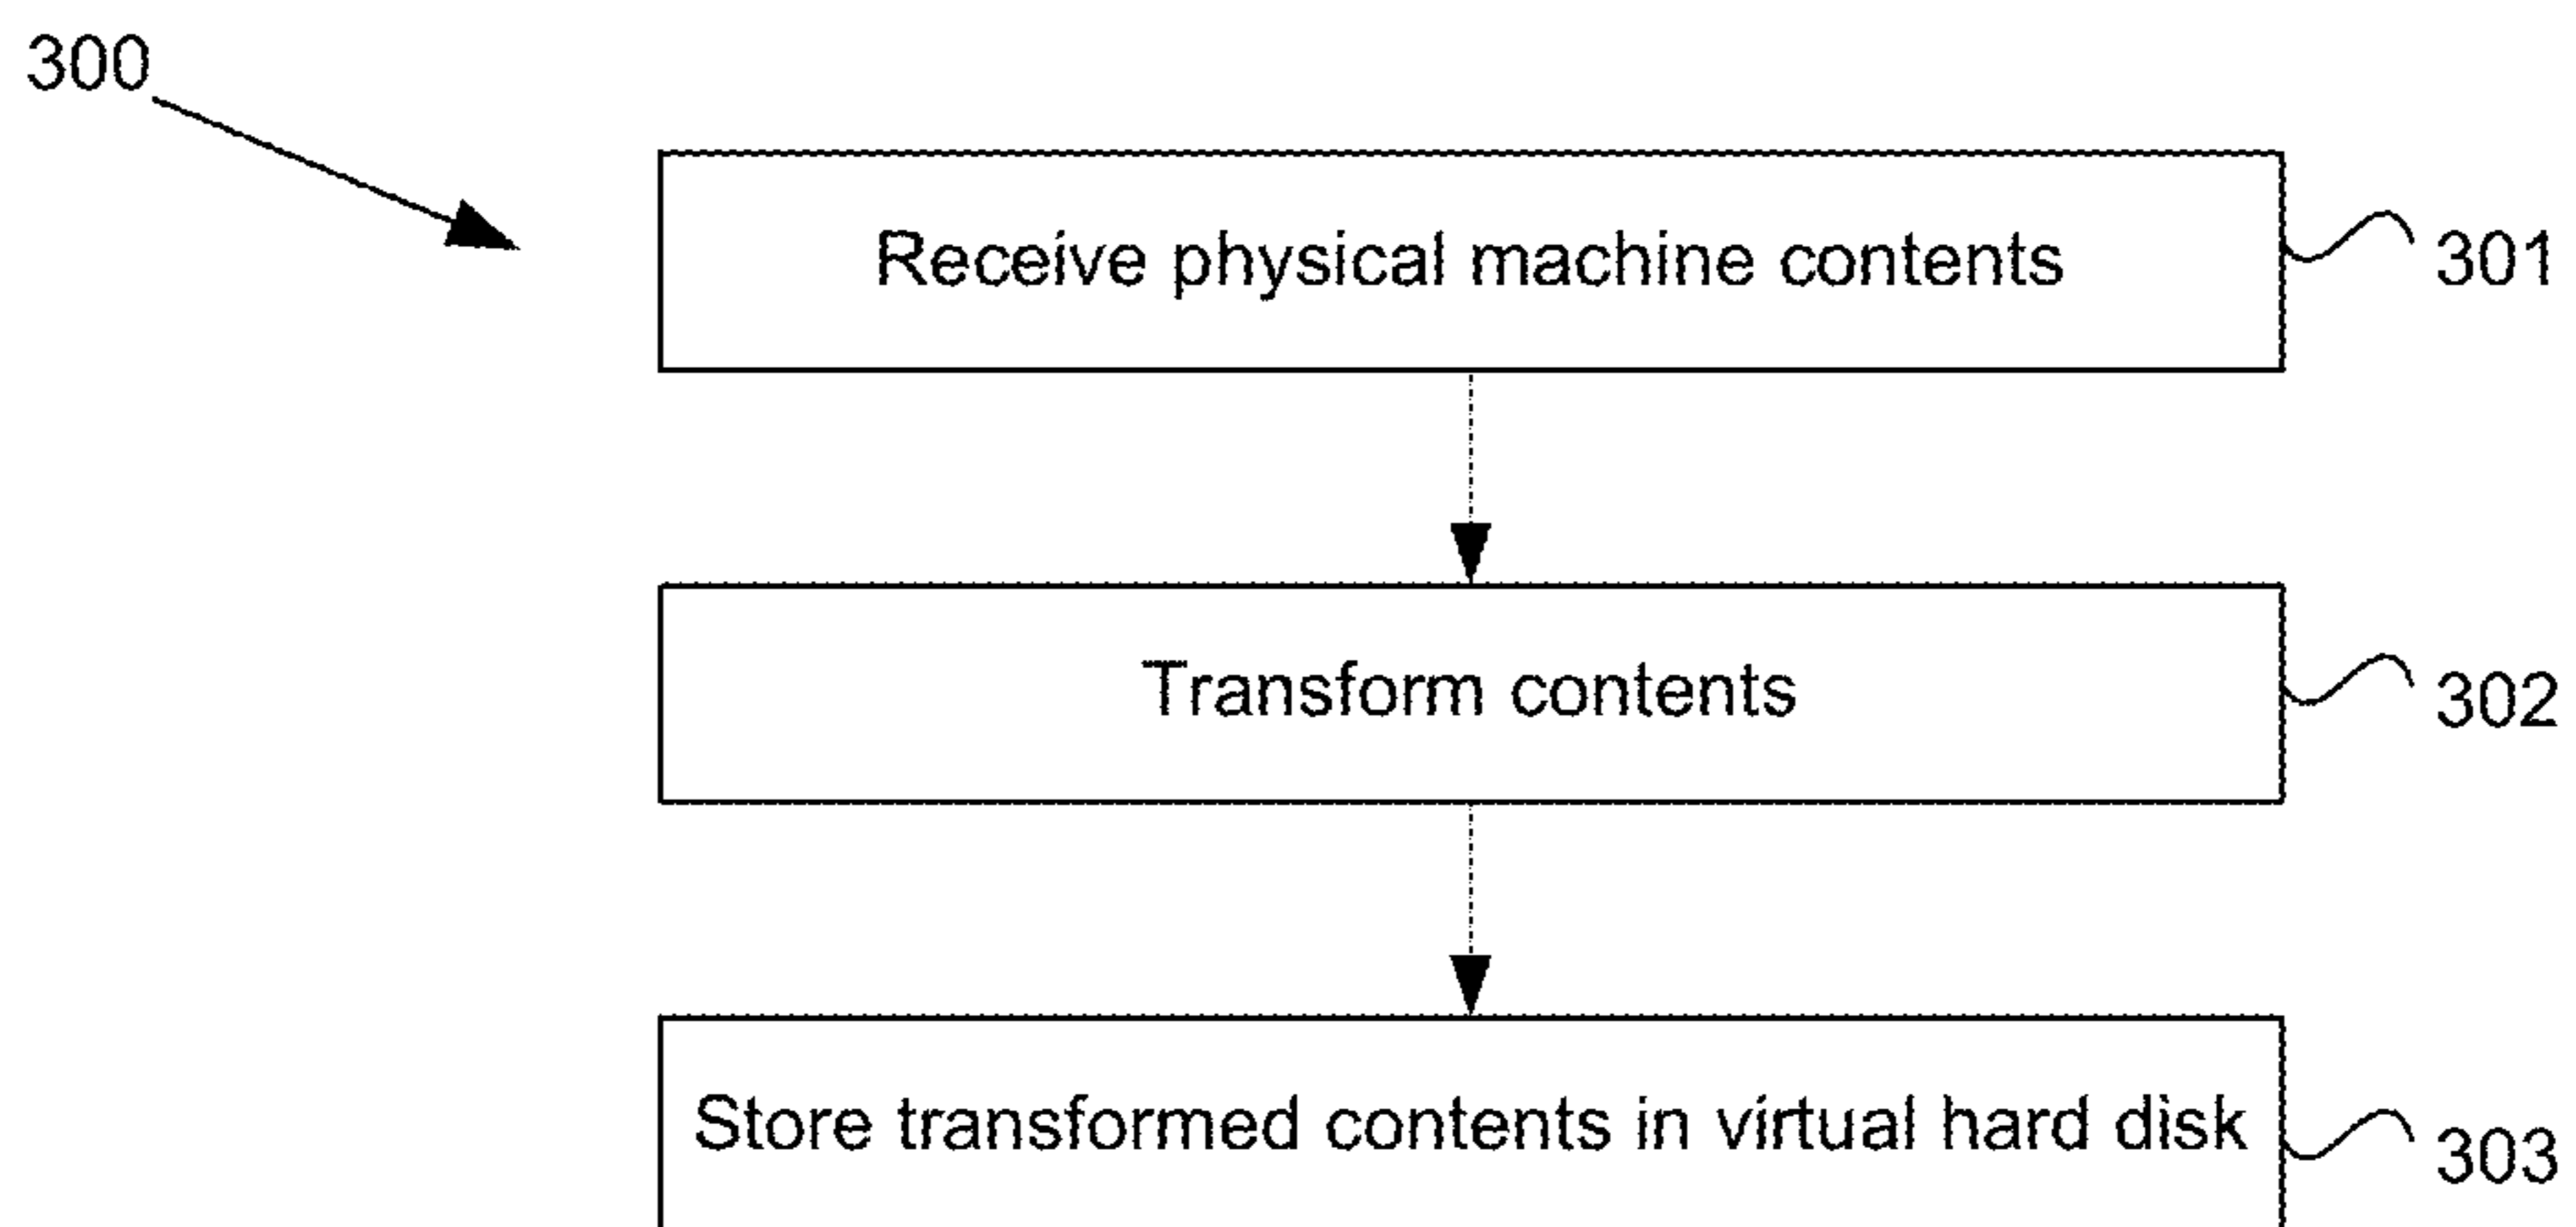 300
Receive physical machine contents
301
Transform contents
302
Store transformed contents in virtual hard disk
303